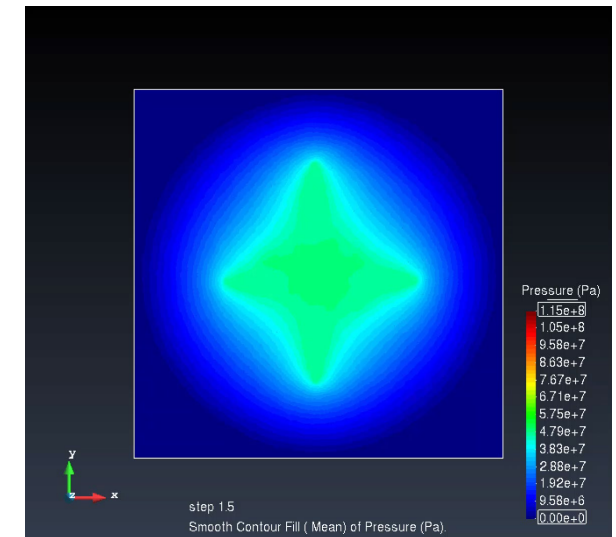 Pressure (Pa)
1.15e+8
1.05e+8
9.58e+7
8.63e+7
7.67e+7
6.71e+7
5.75e+7
4.79e+7
3.83e+7
2.88e+7
1.92e+7
9.58e+6
0.00e+0
y
z x
step 1.5
Smooth Contour Fill ( Mean) of Pressure (Pa).